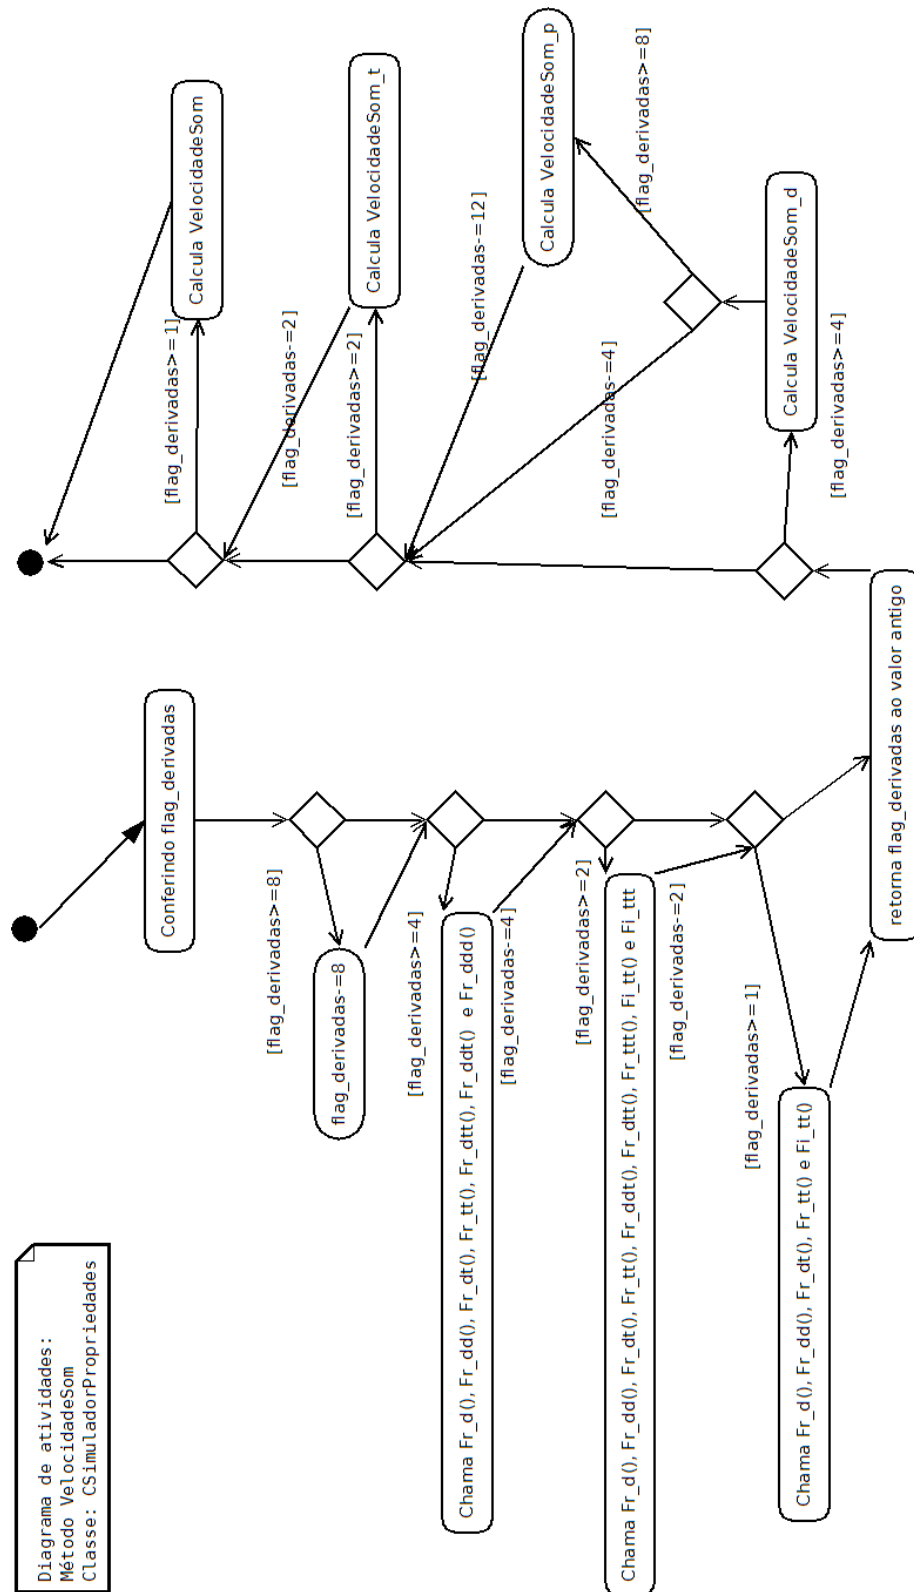 Diagrama de atividades:
Método VelocidadeSom
Classe: CSimuladorPropriedades
Conferindo flag_derivadas
[flag_derivadas>=8]
flag_derivadas-=8
[flag_derivadas>=4]
Chama Fr_d(), Fr_dd(), Fr_dt(), Fr_tt(), Fr_dtt(), Fr_ddt() e Fr_ddd()
[flag_derivadas-=4]
[flag_derivadas>=2]
Chama Fr_d(), Fr_dd(), Fr_dt(), Fr_tt(), Fr_ddt(), Fr_dtt(), Fr_ttt(), Fi_tt() e Fi_ttt
[flag_derivadas-=2]
[flag_derivadas>=1]
Chama Fr_d(), Fr_dd(), Fr_dt(), Fr_tt() e Fi_tt()
retorna flag_derivadas ao valor antigo
[flag_derivadas>=4]
Calcula VelocidadeSom_d
[flag_derivadas>=8]
[flag_derivadas-=4]
Calcula VelocidadeSom_p
[flag_derivadas-=12]
[flag_derivadas>=2]
Calcula VelocidadeSom_t
[flag_derivadas-=2]
[flag_derivadas>=1]
Calcula VelocidadeSom